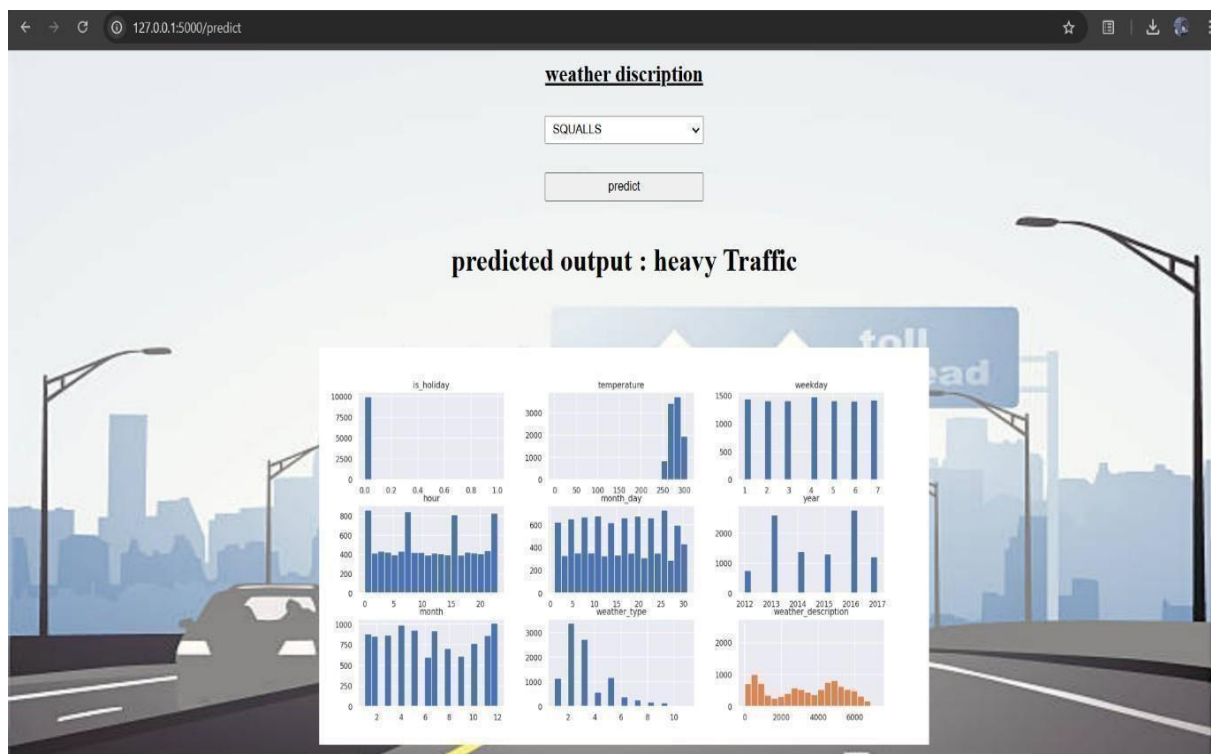 127.0.0.1:5000/predict
weather discription
SQUALLS
predict
predicted output : heavy Traffic
toll
ead
is_holiday
temperature
weekday
10000
7500
5000
2500
0
3000
2000
1000
0
1500
1000
500
0
0.0 0.2 0.4 0.6 0.8 1.0
0 50 100 150 200 250 300
1 2 3 4 5 6 7
hour
month_day
year
800
600
400
200
0
600
400
200
0
2000
1000
0
0 5 10 15 20
0 5 10 15 20 25 30
2012 2013 2014 2015 2016 2017
month
weather_type
weather_description
1000
750
500
250
0
3000
2000
1000
0
2000
1000
0
2 4 6 8 10 12
2 4 6 8 10
0 2000 4000 6000